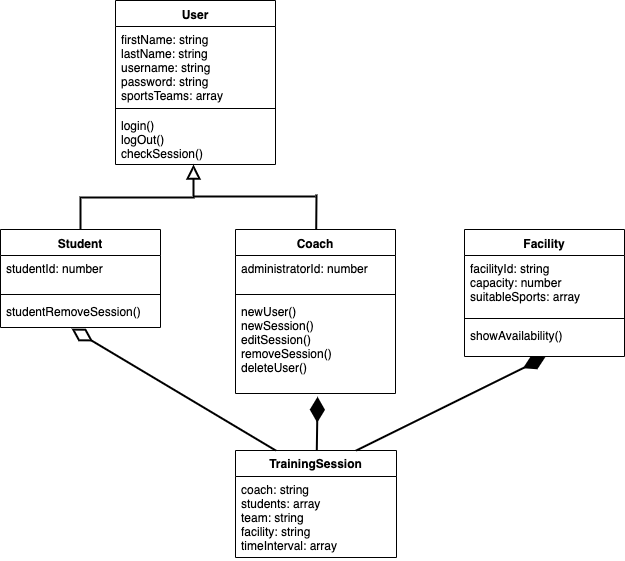 User
firstName: string
lastName: string
username: string
password: string
sportsTeams: array
login()
logOut()
checkSession()
Student
studentId: number
studentRemoveSession()
Coach
administratorId: number
newUser()
newSession()
editSession()
removeSession()
deleteUser()
Facility
facilityId: string
capacity: number
suitableSports: array
showAvailability()
TrainingSession
coach: string
students: array
team: string
facility: string
timeInterval: array